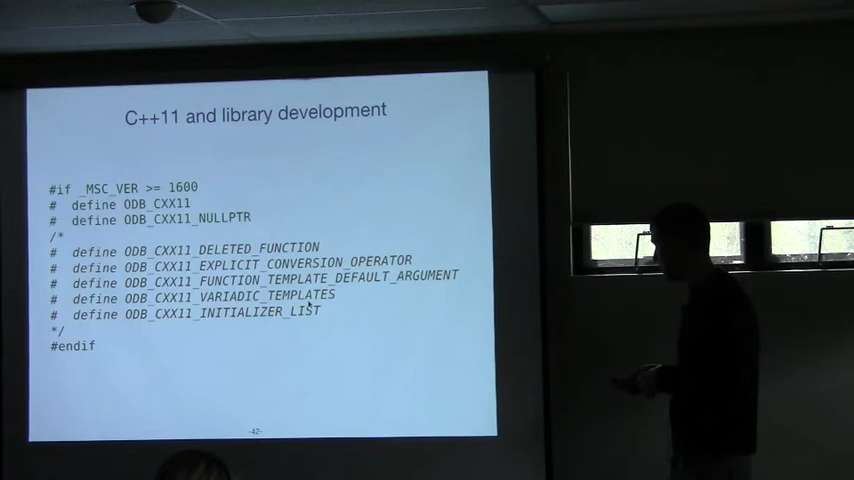 C++11 and library development
#if _MSC_VER >= 1600
# define ODB_CXX11
# define ODB_CXX11_NULLPTR
/*
# define ODB_CXX11_DELETED_FUNCTION
# define ODB_CXX11_EXPLICIT_CONVERSION_OPERATOR
# define ODB_CXX11_FUNCTION_TEMPLATE_DEFAULT_ARGUMENT
# define ODB_CXX11_VARIADIC_TEMPLATES
# define ODB_CXX11_INITIALIZER_LIST
*/
#endif
-42-